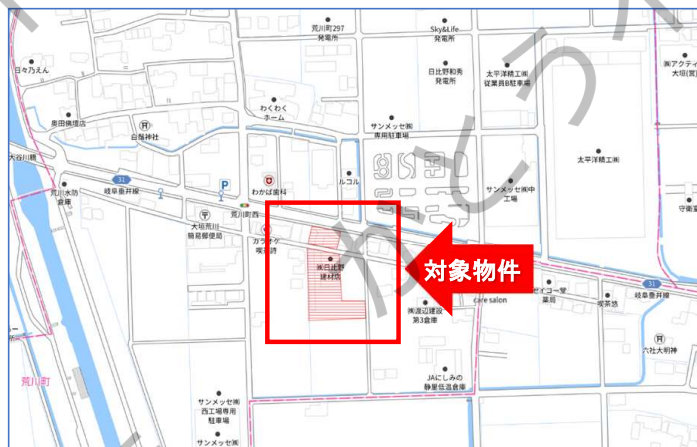 荒川町297
発電所
Sky&Life
発電所
日々乃えん
日比野和秀
発電所
太平洋精工㈱
従業員B駐車場
㈱アクティ
大垣(営)
わくわく
ホーム
奥田備壇店
白髭神社
サンメッセ㈱
専用駐車場
大谷川橋
太平洋精工㈱
31
岐阜垂井線
荒川水防
倉庫
P
わかば歯科
ルコル
サンメッセ㈱中
工場
守衛室
大垣荒川
簡易郵便局
荒川町西
カラオケ
喫茶詩
㈱日比野
建材店
対象物件
care salon
セイコー堂
薬局
31
岐阜垂井線
喫茶悠
㈱渡辺建設
第3倉庫
六社大明神
荒川町
JAにしみの
静里低温倉庫
サンメッセ㈱
西工場専用
駐車場
サンメッセ㈱